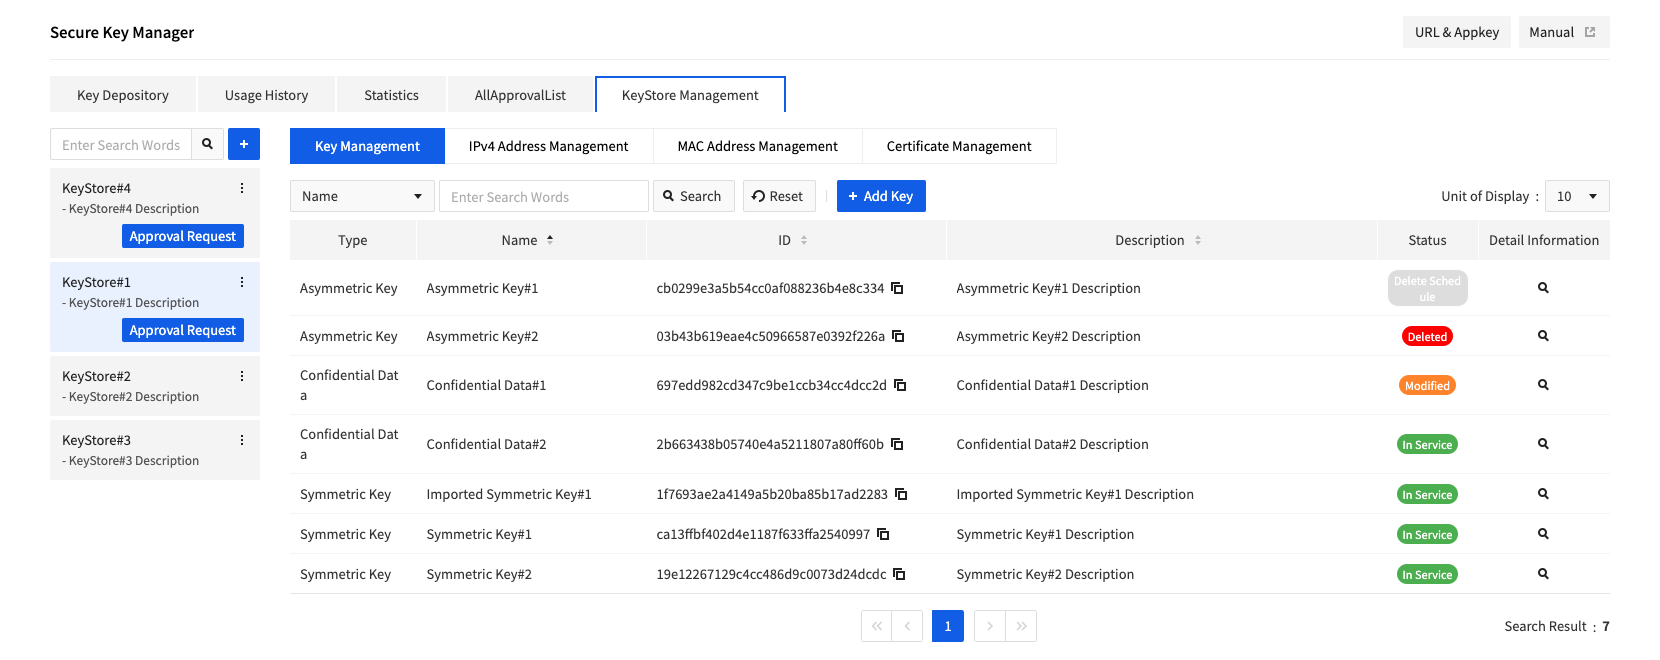 Secure Key Manager
URL & Appkey
Manual
Key Depository
Usage History
Statistics
AllApprovalList
KeyStore Management
Enter Search Words
+
KeyStore#4
- KeyStore#4 Description
Approval Request
KeyStore#1
- KeyStore#1 Description
Approval Request
KeyStore#2
- KeyStore#2 Description
KeyStore#3
- KeyStore#3 Description
Key Management
IPv4 Address Management
MAC Address Management
Certificate Management
Name
Enter Search Words
Search
Reset
+ Add Key
Unit of Display : 10
Type Name ID Description Status Detail Information
Asymmetric Key Asymmetric Key#1 cb0299e3a5b54cc0af088236b4e8c334 Asymmetric Key#1 Description Delete Sched
ule
Asymmetric Key Asymmetric Key#2 03b43b619eae4c50966587e0392f226a Asymmetric Key#2 Description Deleted
Confidential Dat
a
Confidential Data#1 697edd982cd347c9be1ccb34cc4dcc2d Confidential Data#1 Description Modified
Confidential Dat
a
Confidential Data#2 2b663438b05740e4a5211807a80ff60b Confidential Data#2 Description In Service
Symmetric Key Imported Symmetric Key#1 1f7693ae2a4149a5b20ba85b17ad2283 Imported Symmetric Key#1 Description In Service
Symmetric Key Symmetric Key#1 ca13ffbf402d4e1187f633ffa2540997 Symmetric Key#1 Description In Service
Symmetric Key Symmetric Key#2 19e12267129c4cc486d9c0073d24dcdc Symmetric Key#2 Description In Service
1
Search Result : 7